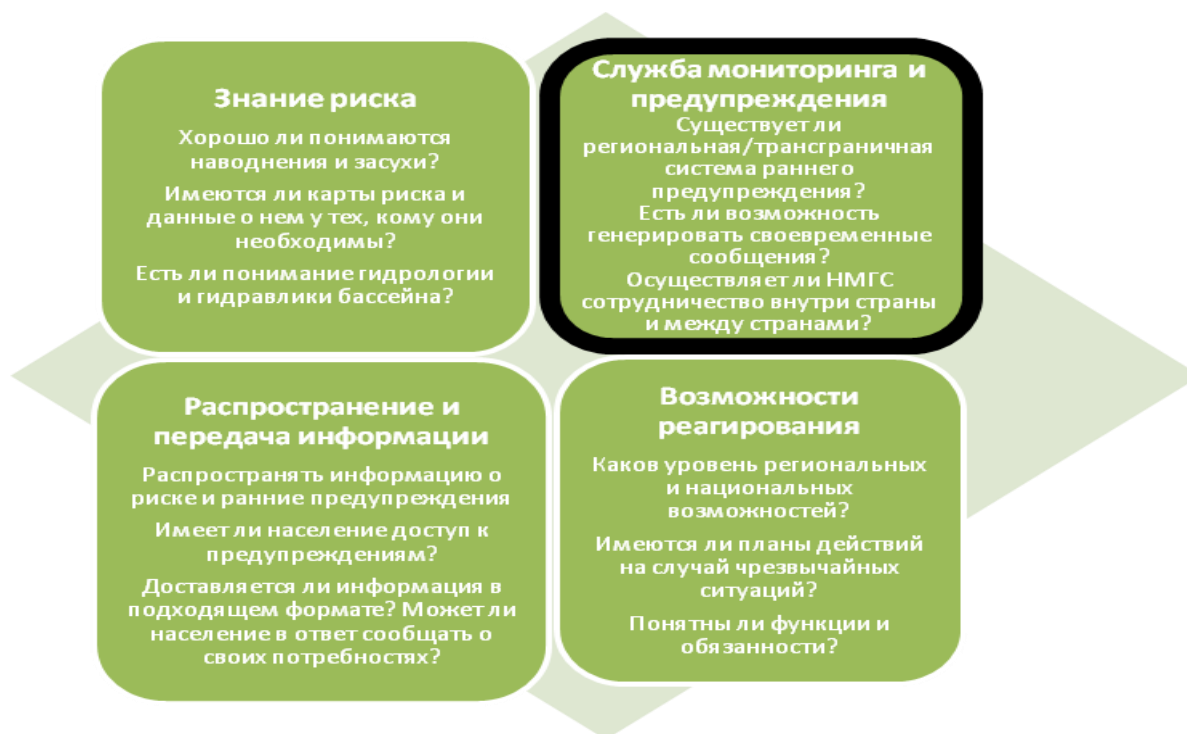 Знание риска
Хорошо ли понимаются
наводнения и засухи?
Имеются ли карты риска и
данные о нем у тех, кому они
необходимы?
Есть ли понимание гидрологии
и гидравлики бассейна?
Служба мониторинга и
предупреждения
Существует ли
региональная/трансграничная
система раннего
предупреждения?
Есть ли возможность
генерировать своевременные
сообщения?
Осуществляет ли НМГС
сотрудничество внутри страны
и между странами?
Распространение и
передача информации
Распространять информацию о
риске и ранние предупреждения
Имеет ли население доступ к
предупреждениям?
Доставляется ли информация в
подходящем формате? Может ли
население в ответ сообщать о
своих потребностях?
Возможности
реагирования
Каков уровень региональных
и национальных
возможностей?
Имеются ли планы действий
на случай чрезвычайных
ситуаций?
Понятны ли функции и
обязанности?